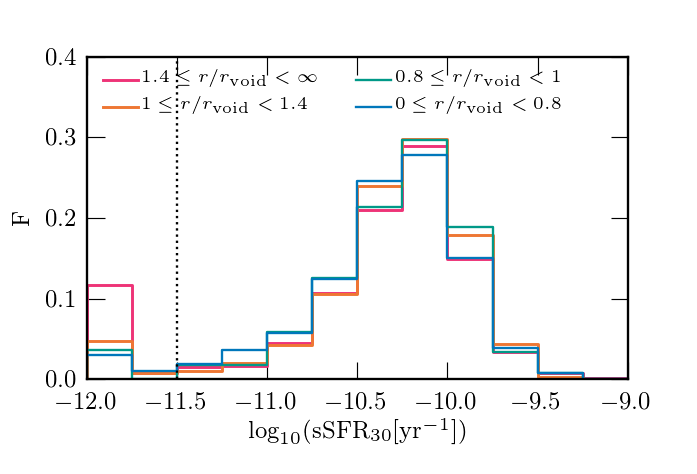 0.4
0.3
0.2
0.1
0.0
F
1.4 ≤ r/r_void < ∞
1 ≤ r/r_void < 1.4
0.8 ≤ r/r_void < 1
0 ≤ r/r_void < 0.8
−12.0 −11.5 −11.0 −10.5 −10.0 −9.5 −9.0
log₁₀(sSFR₃₀[yr⁻¹])